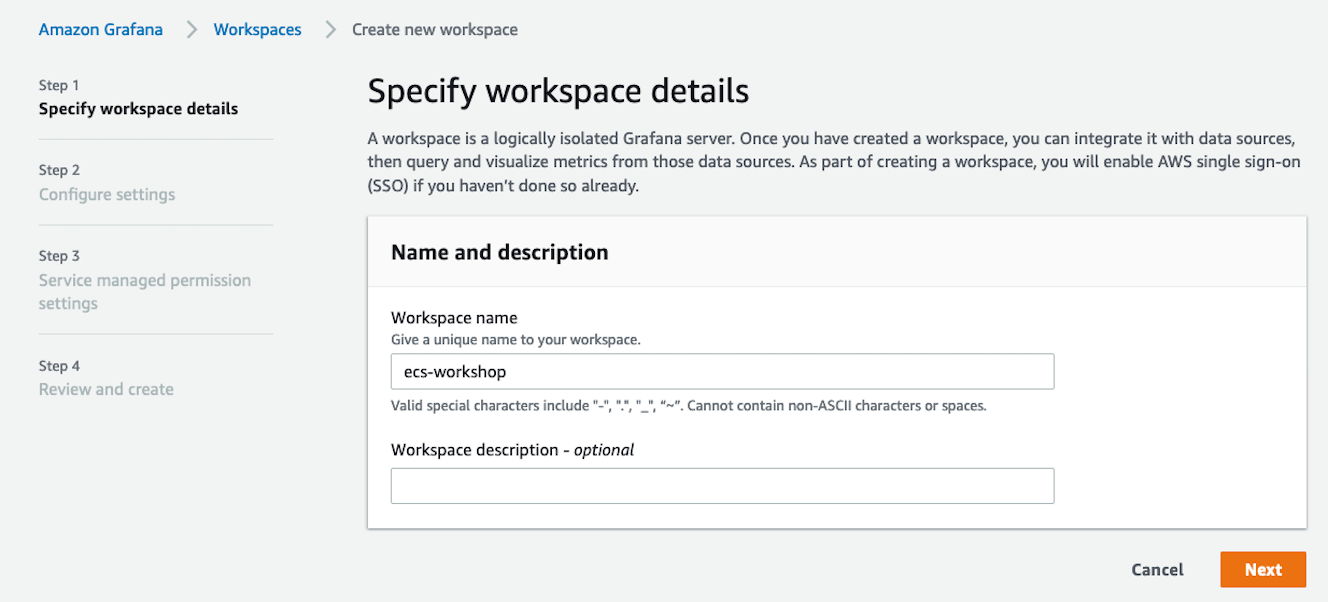 Amazon Grafana > Workspaces > Create new workspace
Step 1
Specify workspace details
Step 2
Configure settings
Step 3
Service managed permission
settings
Step 4
Review and create
Specify workspace details
A workspace is a logically isolated Grafana server. Once you have created a workspace, you can integrate it with data sources,
then query and visualize metrics from those data sources. As part of creating a workspace, you will enable AWS single sign-on
(SSO) if you haven’t done so already.
Name and description
Workspace name
Give a unique name to your workspace.
ecs-workshop
Valid special characters include "-", ".", "_", “~”. Cannot contain non-ASCII characters or spaces.
Workspace description - optional
Cancel
Next